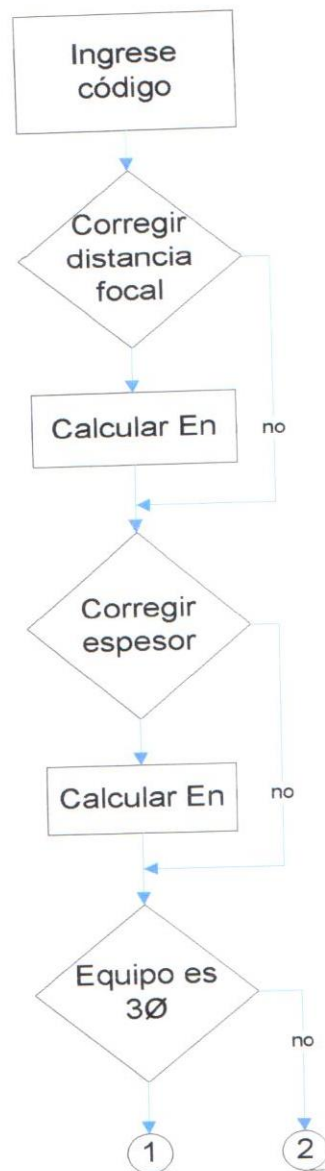 Ingrese
código
Corregir
distancia
focal
Calcular En
no
Corregir
espesor
Calcular En
no
Equipo es
3Ø
no
1
2